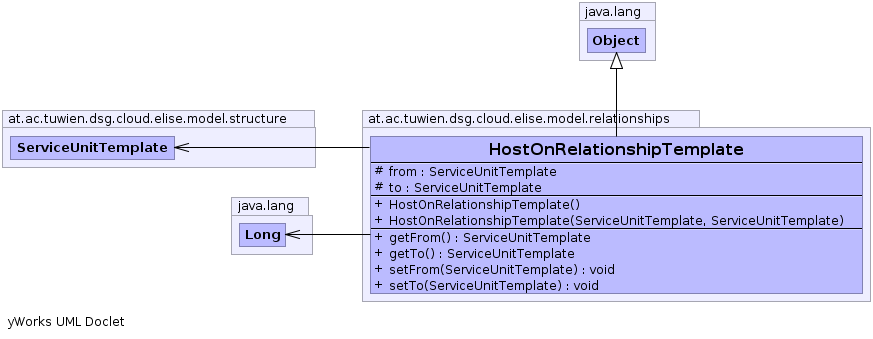 java.lang
Object
at.ac.tuwien.dsg.cloud.elise.model.structure
ServiceUnitTemplate
at.ac.tuwien.dsg.cloud.elise.model.relationships
HostOnRelationshipTemplate
# from : ServiceUnitTemplate
# to : ServiceUnitTemplate
+ HostOnRelationshipTemplate()
+ HostOnRelationshipTemplate(ServiceUnitTemplate, ServiceUnitTemplate)
+ getFrom() : ServiceUnitTemplate
+ getTo() : ServiceUnitTemplate
+ setFrom(ServiceUnitTemplate) : void
+ setTo(ServiceUnitTemplate) : void
java.lang
Long
yWorks UML Doclet